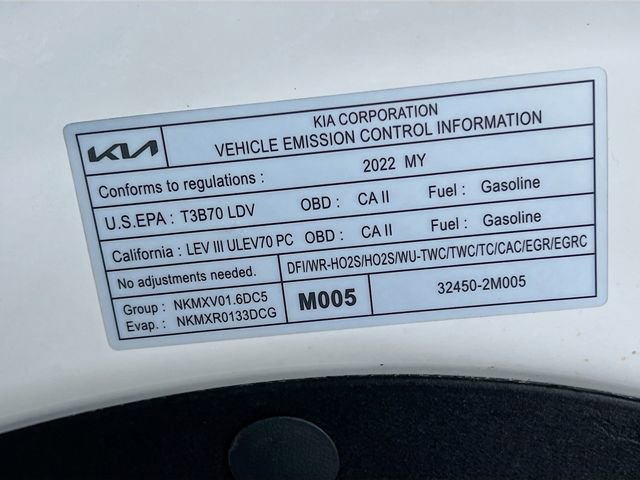 KIA CORPORATION
KIA VEHICLE EMISSION CONTROL INFORMATION
Conforms to regulations : 2022 MY
U.S.EPA : T3B70 LDV OBD : CA II Fuel : Gasoline
California : LEV III ULEV70 PC OBD : CA II Fuel : Gasoline
No adjustments needed. DFI/WR-HO2S/HO2S/WU-TWC/TWC/TC/CAC/EGR/EGRC
Group : NKMXV01.6DC5 M005 32450-2M005
Evap. : NKMXR0133DCG